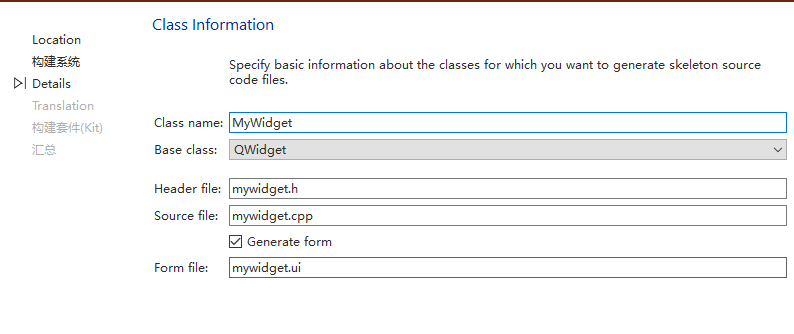 Class Information
Location
构建系统
Details
Translation
构建套件(Kit)
汇总
Specify basic information about the classes for which you want to generate skeleton source
code files.
Class name: MyWidget
Base class: QWidget
Header file: mywidget.h
Source file: mywidget.cpp
Generate form
Form file: mywidget.ui